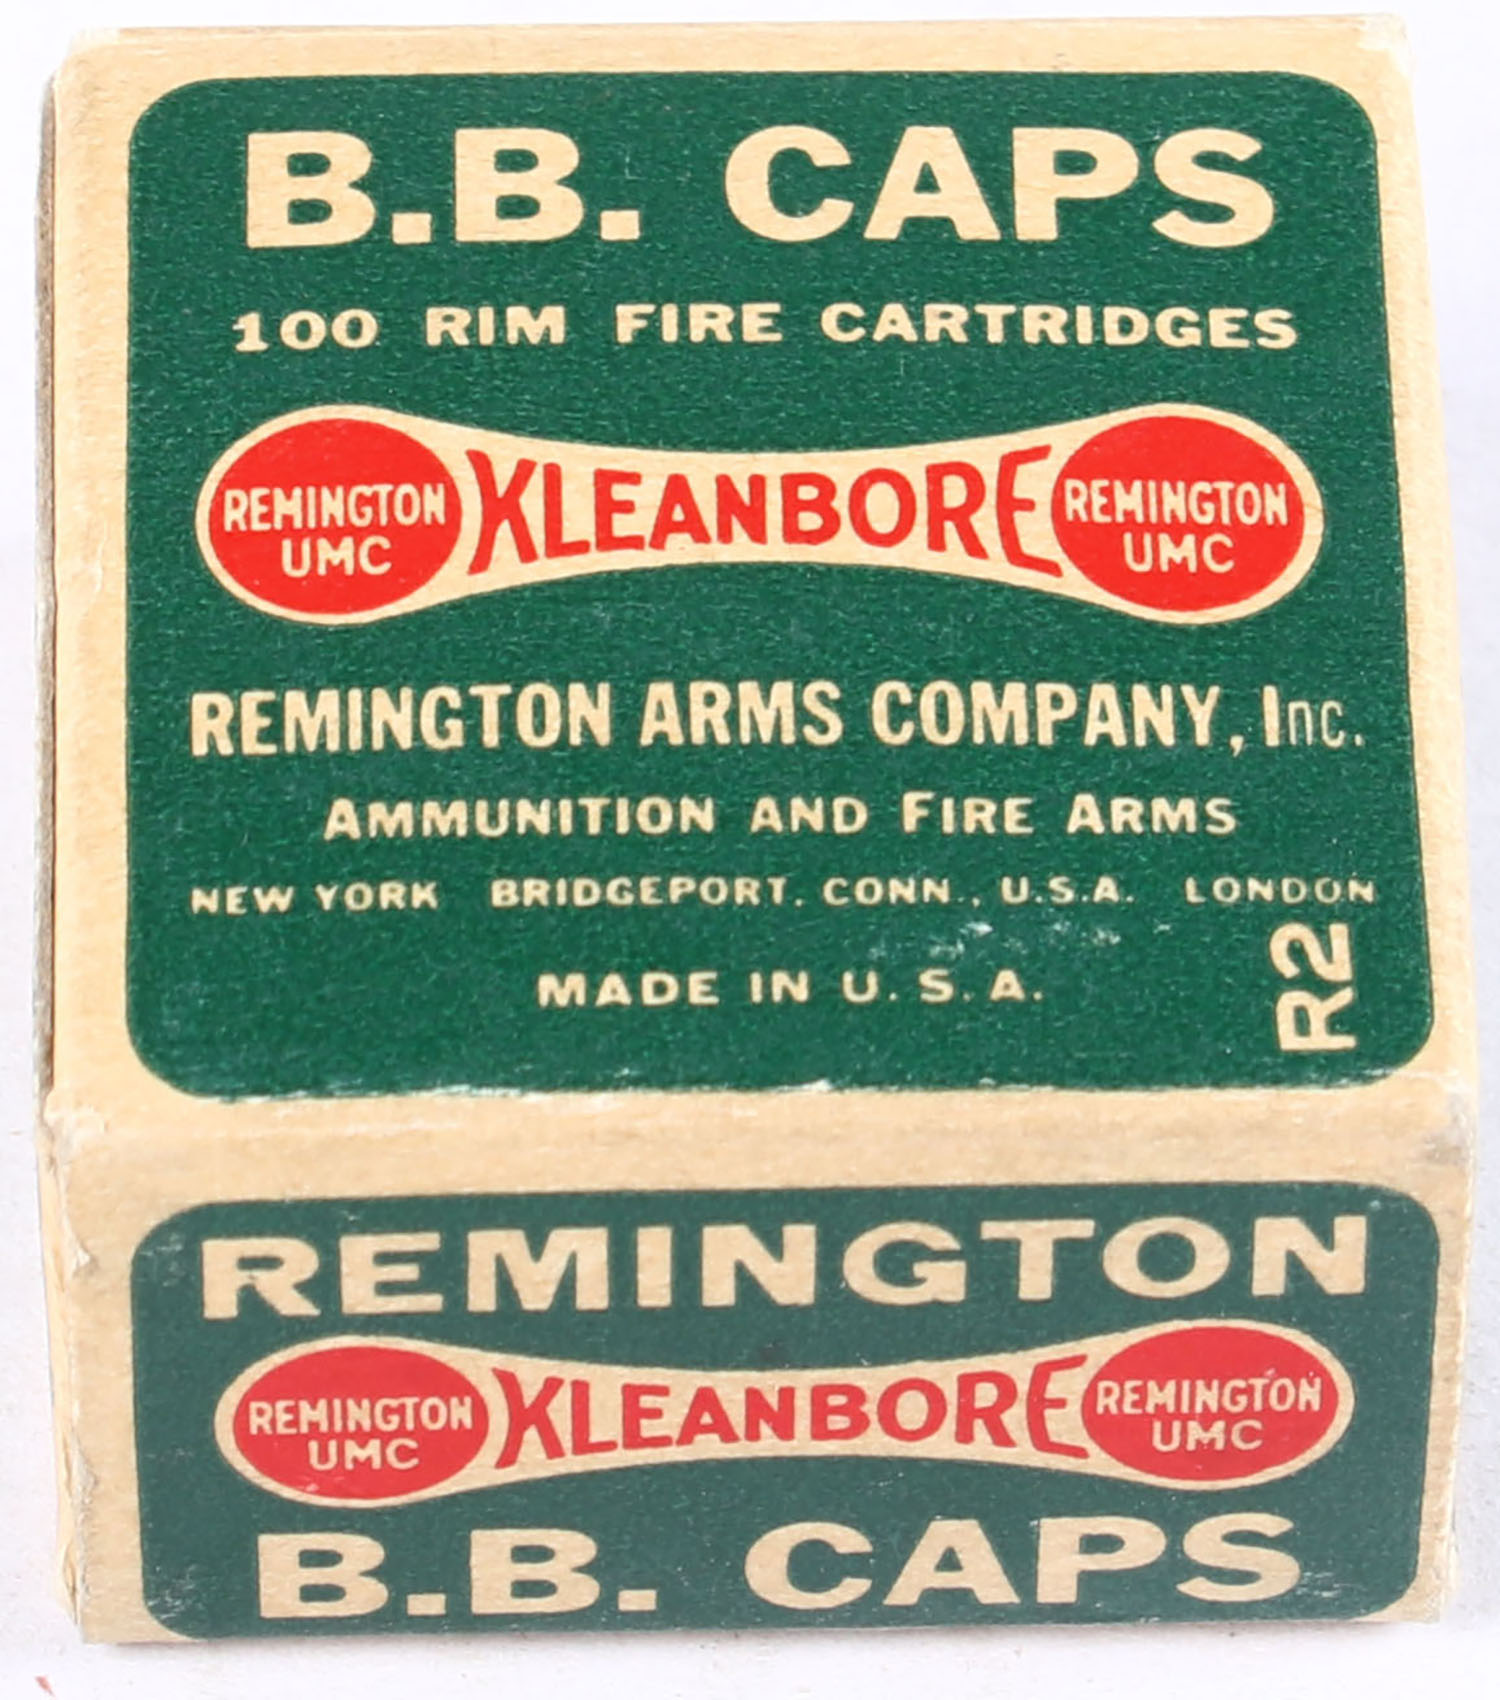 B.B. CAPS
100 RIM FIRE CARTRIDGES
REMINGTON UMC KLEANBORE REMINGTON UMC
REMINGTON ARMS COMPANY, Inc.
AMMUNITION AND FIRE ARMS
NEW YORK BRIDGEPORT, CONN., U.S.A. LONDON
MADE IN U.S.A.
R2
REMINGTON
REMINGTON UMC KLEANBORE REMINGTON UMC
B.B. CAPS